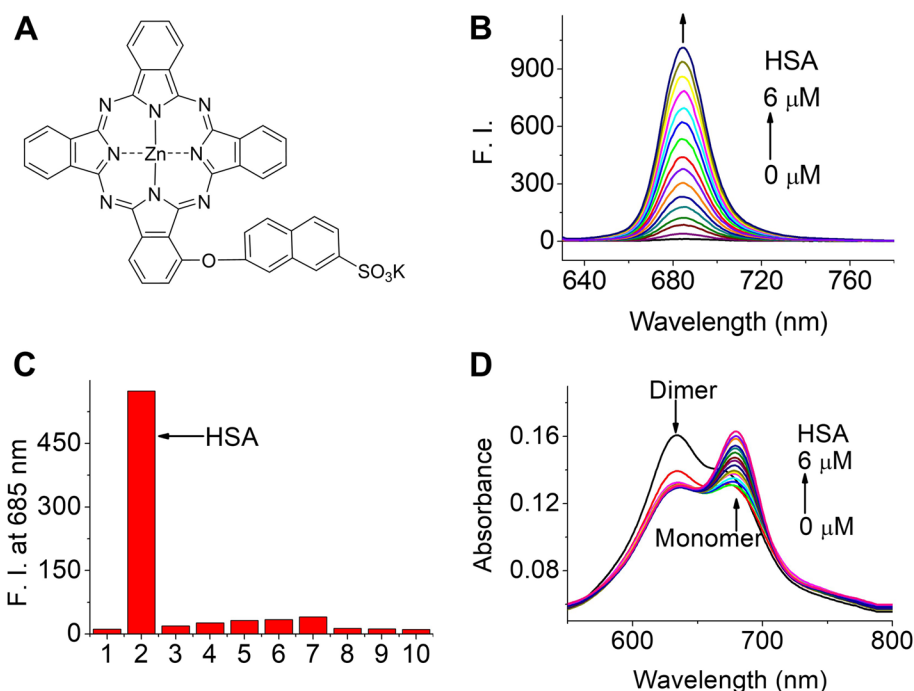 A
N
N
N
N
Zn
N
N
N
N
O
SO3K
B
F. I.
900
600
300
0
HSA
6 μM
0 μM
640
680
720
760
Wavelength (nm)
C
F. I. at 685 nm
450
300
150
0
HSA
1 2 3 4 5 6 7 8 9 10
D
Absorbance
0.16
0.12
0.08
Dimer
Monomer
HSA
6 μM
0 μM
600
700
800
Wavelength (nm)